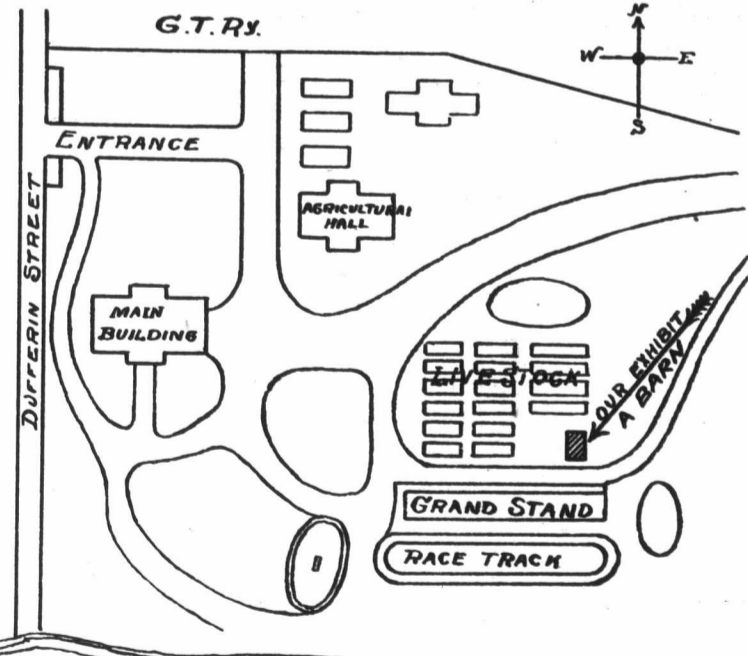 G.T.RY.
N
W E
S
ENTRANCE
AGRICULTURAL
HALL
DUFFERIN STREET
MAIN
BUILDING
OUR EXHIBIT
A BARN
LIVE STOCK
GRAND STAND
RACE TRACK